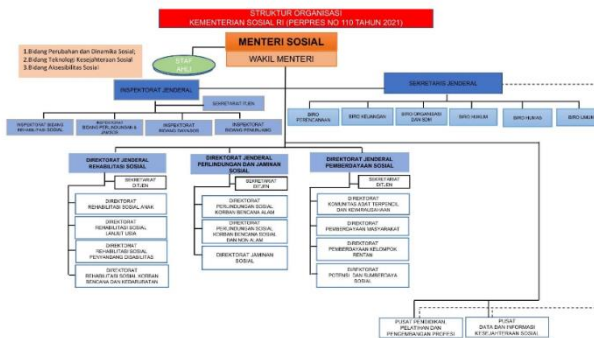 STRUKTUR ORGANISASI
KEMENTERIAN SOSIAL RI (PERPRES NO 110 TAHUN 2021)
MENTERI SOSIAL
WAKIL MENTERI
STAF
AHLI
1.Bidang Perubahan dan Dinamika Sosial;
2.Bidang Teknologi Kesejahteraan Sosial
3.Bidang Aksesibilitas Sosial
INSPEKTORAT JENDERAL
SEKRETARIAT ITJEN
INSPEKTORAT BIDANG
REHABILITASI SOSIAL
INSPEKTORAT
BIDANG PERLINDUNGAN &
JAMSOS
INSPEKTORAT
BIDANG DAYASOS
INSPEKTORAT
BIDANG PENUNJANG
SEKRETARIS JENDERAL
BIRO
PERENCANAAN
BIRO KEUANGAN
BIRO ORGANISASI
DAN SDM
BIRO HUKUM
BIRO HUMAS
BIRO UMUM
DIREKTORAT JENDERAL
REHABILITASI SOSIAL
SEKRETARIAT
DITJEN
DIREKTORAT
REHABILITASI SOSIAL ANAK
DIREKTORAT
REHABILITASI SOSIAL
LANJUT USIA
DIREKTORAT
REHABILITASI SOSIAL
PENYANDANG DISABILITAS
DIREKTORAT
REHABILITASI SOSIAL KORBAN
BENCANA DAN KEDARURATAN
DIREKTORAT JENDERAL
PERLINDUNGAN DAN JAMINAN
SOSIAL
SEKRETARIAT
DITJEN
DIREKTORAT
PERLINDUNGAN SOSIAL
KORBAN BENCANA ALAM
DIREKTORAT
PERLINDUNGAN SOSIAL
KORBAN BENCANA SOSIAL
DAN NON ALAM
DIREKTORAT JAMINAN
SOSIAL
DIREKTORAT JENDERAL
PEMBERDAYAAN SOSIAL
SEKRETARIAT
DITJEN
DIREKTORAT
KOMUNITAS ADAT TERPENCIL
DAN KEWIRAUSAHAAN
DIREKTORAT
PEMBERDAYAAN MASYARAKAT
DIREKTORAT
PEMBERDAYAAN KELOMPOK
RENTAN
DIREKTORAT
POTENSI DAN SUMBERDAYA
SOSIAL
PUSAT PENDIDIKAN,
PELATIHAN DAN
PENGEMBANGAN PROFESI
PUSAT
DATA DAN INFORMASI
KESEJAHTERAAN SOSIAL